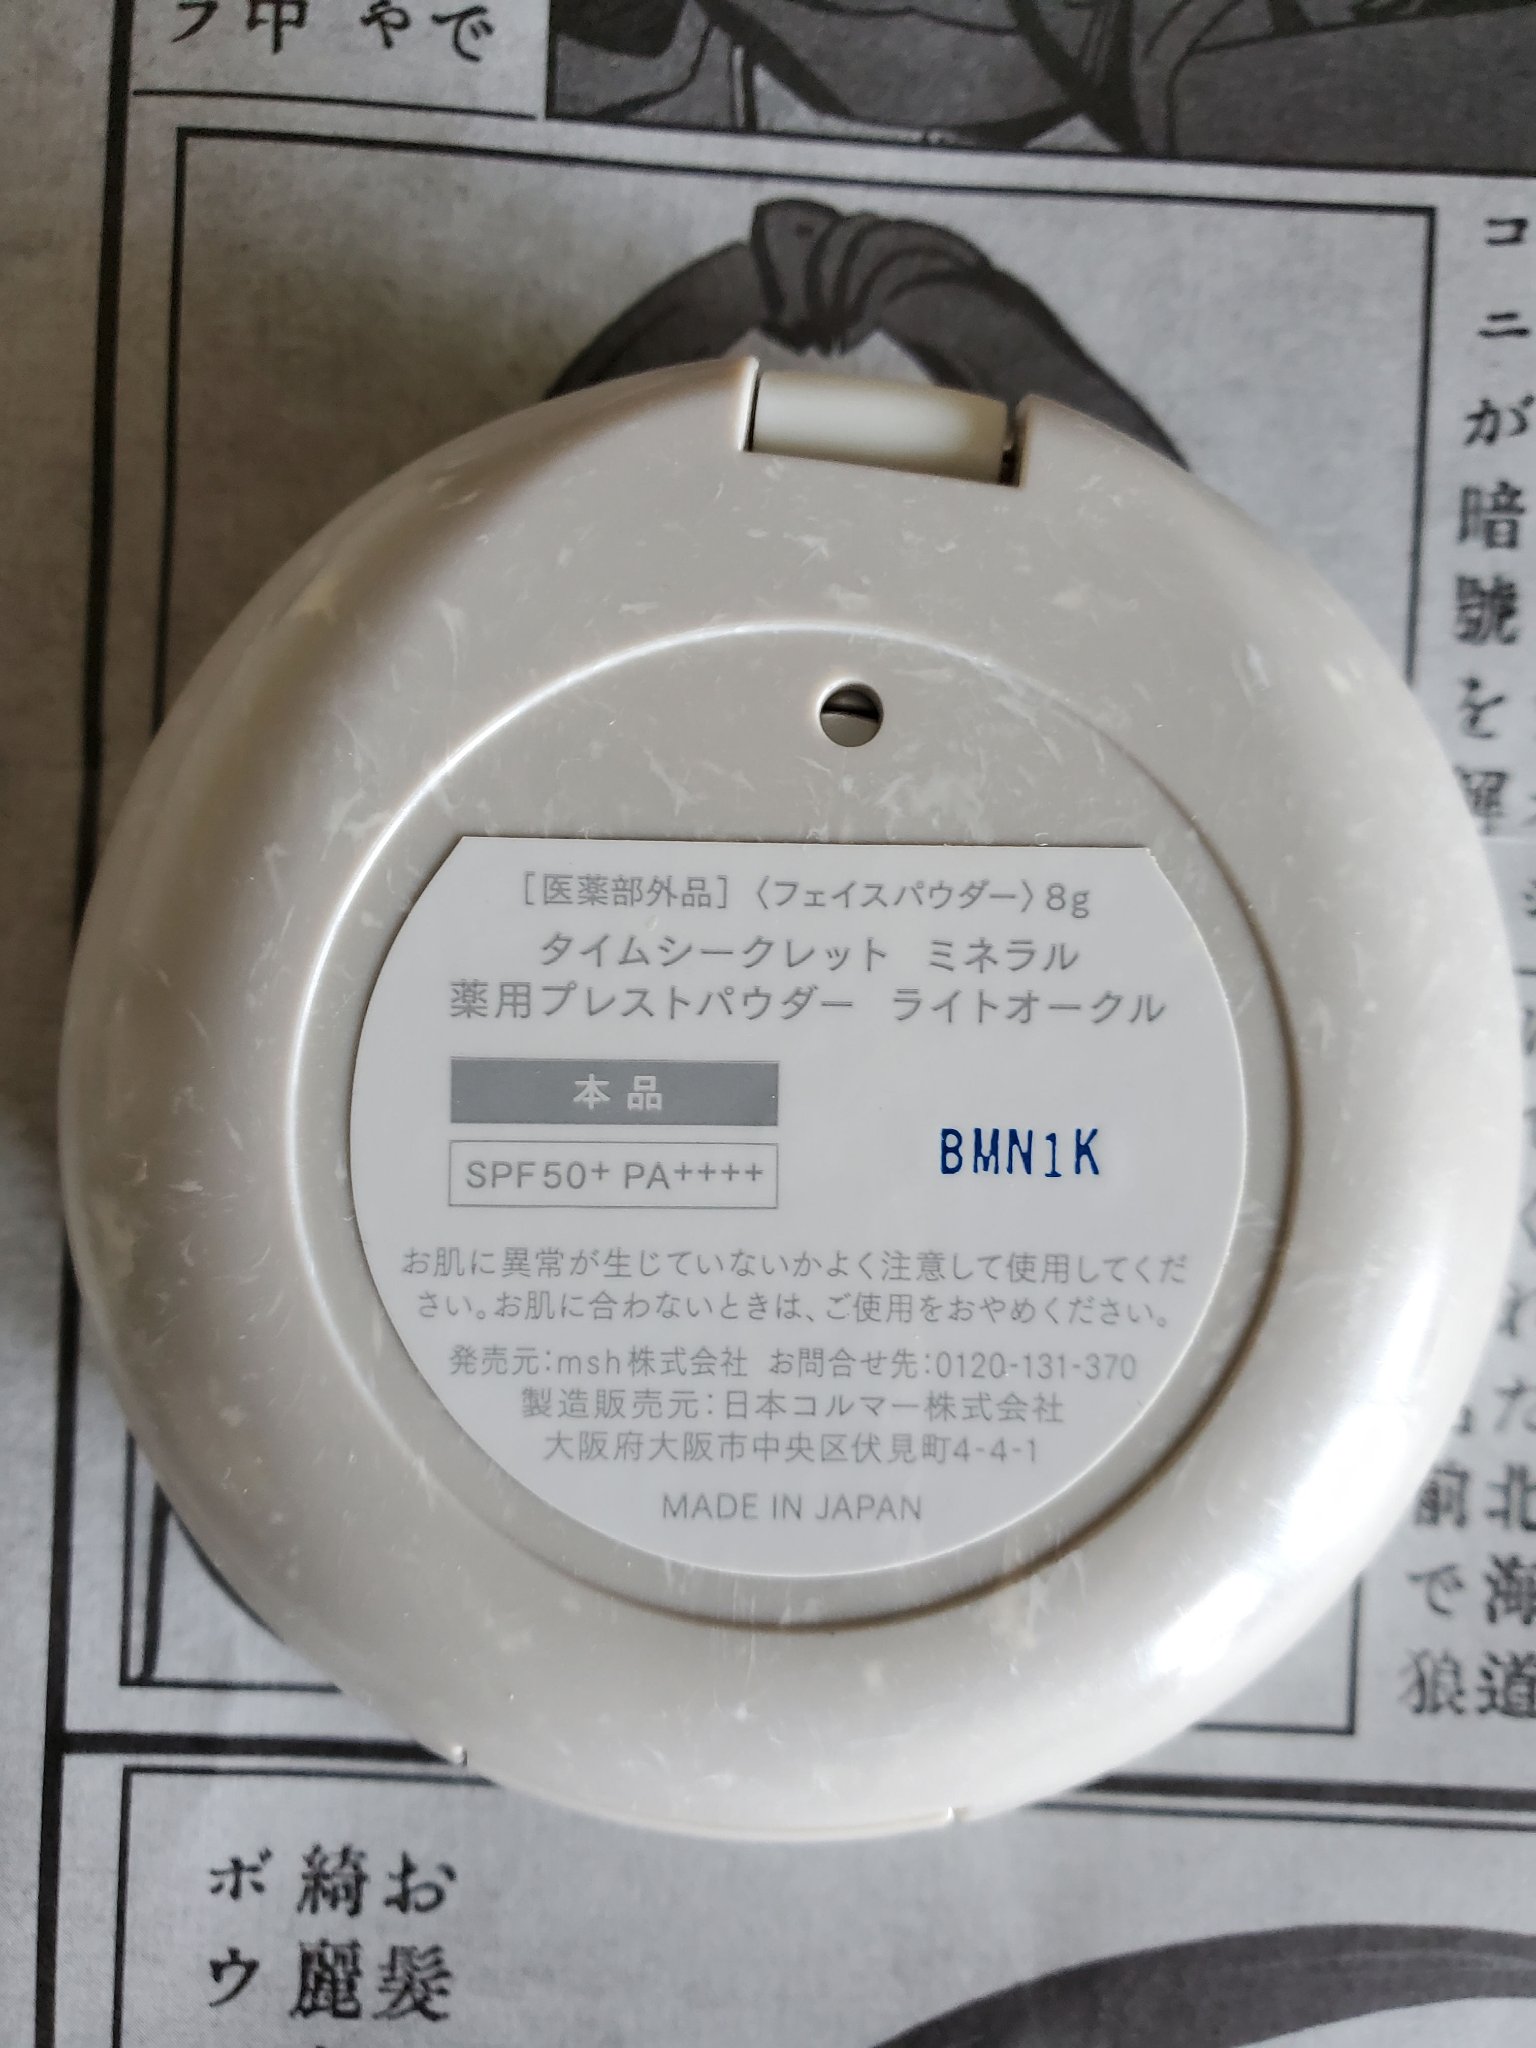 フ 申 や で
コニが暗號を
[医薬部外品]〈フェイスパウダー〉8g
タイムシークレット ミネラル
薬用プレストパウダー ライトオークル
本品
SPF50+ PA++++
BMN1K
お肌に異常が生じていないかよく注意して使用してくだ
さい。お肌に合わないときは、ご使用をおやめください。
発売元:msh株式会社 お問合せ先:0120-131-370
製造販売元:日本コルマー株式会社
大阪府大阪市中央区伏見町4-4-1
MADE IN JAPAN
北海道
で狼
お髪
綺麗
ボウ